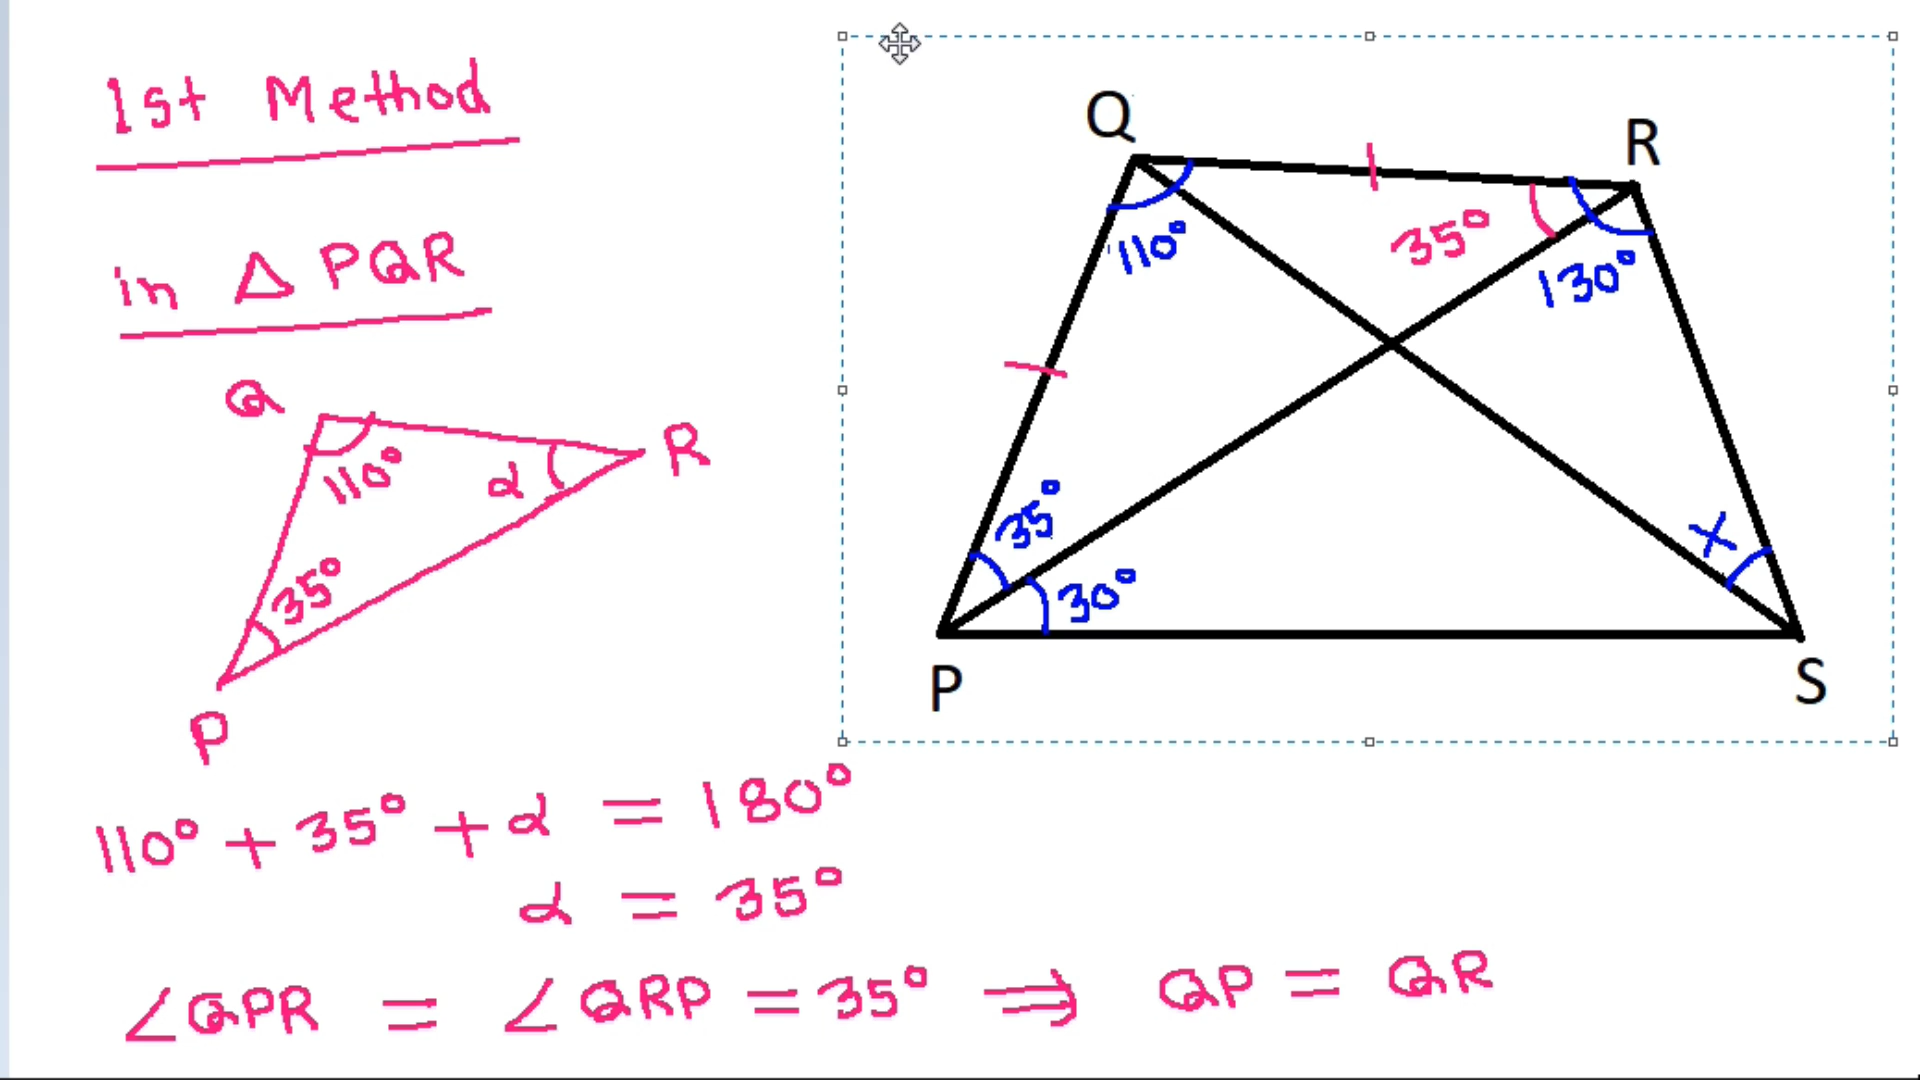 1st Method
in Δ PQR
Q
R
110°
α
35°
P
110° + 35° + α = 180°
α = 35°
∠QPR = ∠QRP = 35° ⟹ QP = QR
Q
R
110°
35°
130°
35°
30°
x
P
S